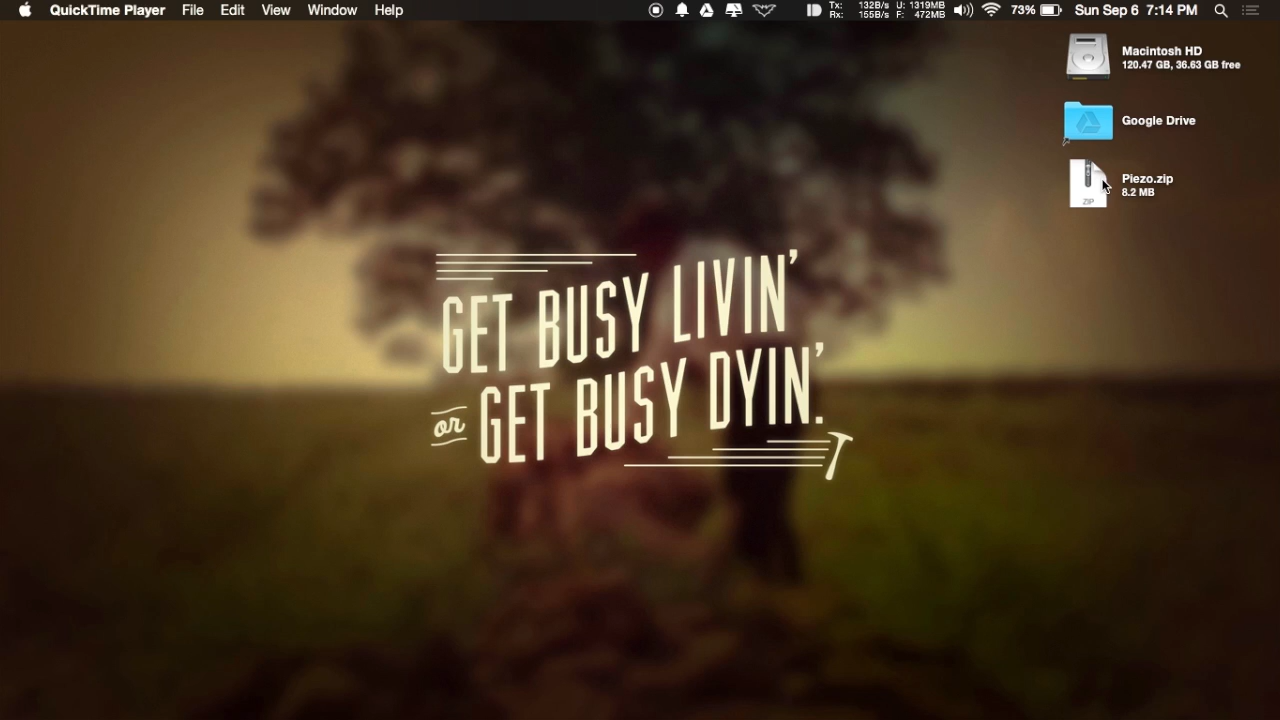 QuickTime Player File Edit View Window Help Tx: 132B/s U: 1319MB 73% Sun Sep 6 7:14 PM
Rx: 155B/s F: 472MB
Macintosh HD
120.47 GB, 36.63 GB free
Google Drive
Piezo.zip
8.2 MB
ZIP
GET BUSY LIVIN'
or GET BUSY DYIN'.